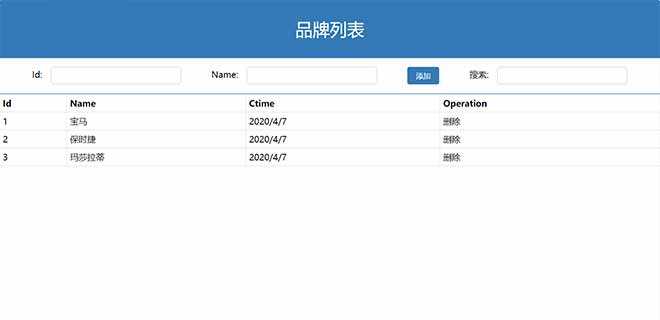 品牌列表
Id: Name: 添加 搜索:
Id Name Ctime Operation
1 宝马 2020/4/7 删除
2 保时捷 2020/4/7 删除
3 玛莎拉蒂 2020/4/7 删除